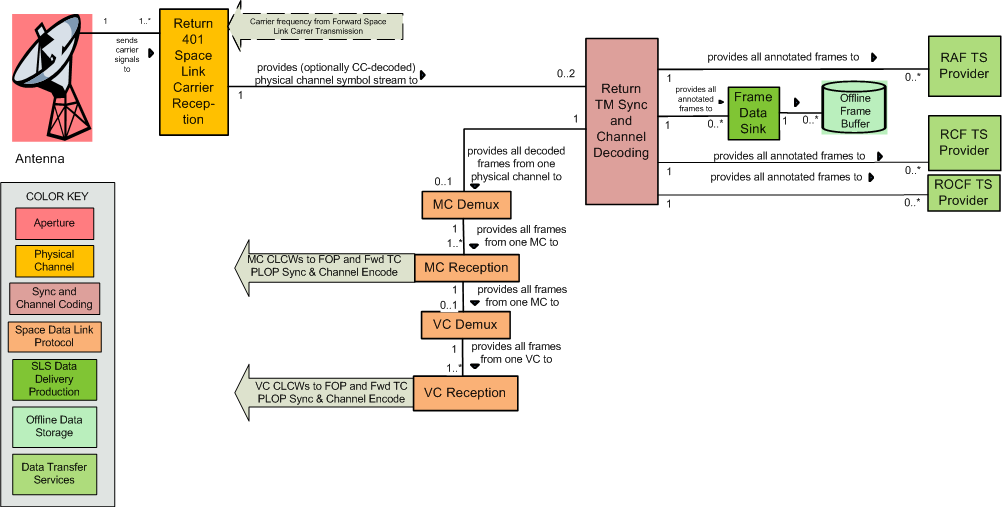 1
1..*
sends
carrier
signals
to
Antenna
Return
401
Space
Link
Carrier
Recep-
tion
Carrier frequency from Forward Space
Link Carrer Transmission
provides (optionally CC-decoded)
physical channel symbol stream to
1
0..2
Return
TM Sync
and
Channel
Decoding
provides all annotated frames to
1
0..*
RAF TS
Provider
provides all
annotated
frames to
1
0..*
Frame
Data
Sink
1
0..*
Offline
Frame
Buffer
provides all annotated frames to
1
0..*
RCF TS
Provider
provides all annotated frames to
1
0..*
ROCF TS
Provider
1
provides all decoded
frames from one
physical channel to
0..1
MC Demux
1
provides all frames
from one MC to
1..*
MC CLCWs to FOP and Fwd TC
PLOP Sync & Channel Encode
MC Reception
1
provides all frames
from one MC to
0..1
VC Demux
1
provides all frames
from one VC to
1..*
VC CLCWs to FOP and Fwd TC
PLOP Sync & Channel Encode
VC Reception
COLOR KEY
Aperture
Physical
Channel
Sync and
Channel Coding
Space Data Link
Protocol
SLS Data
Delivery
Production
Offline Data
Storage
Data Transfer
Services